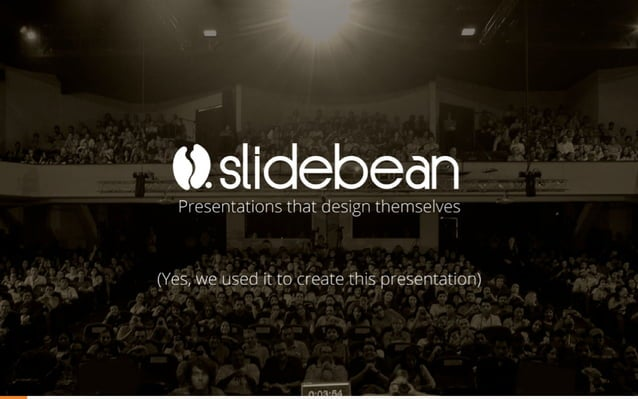 slidebean
Presentations that design themselves
(Yes, we used it to create this presentation)
0:03:54